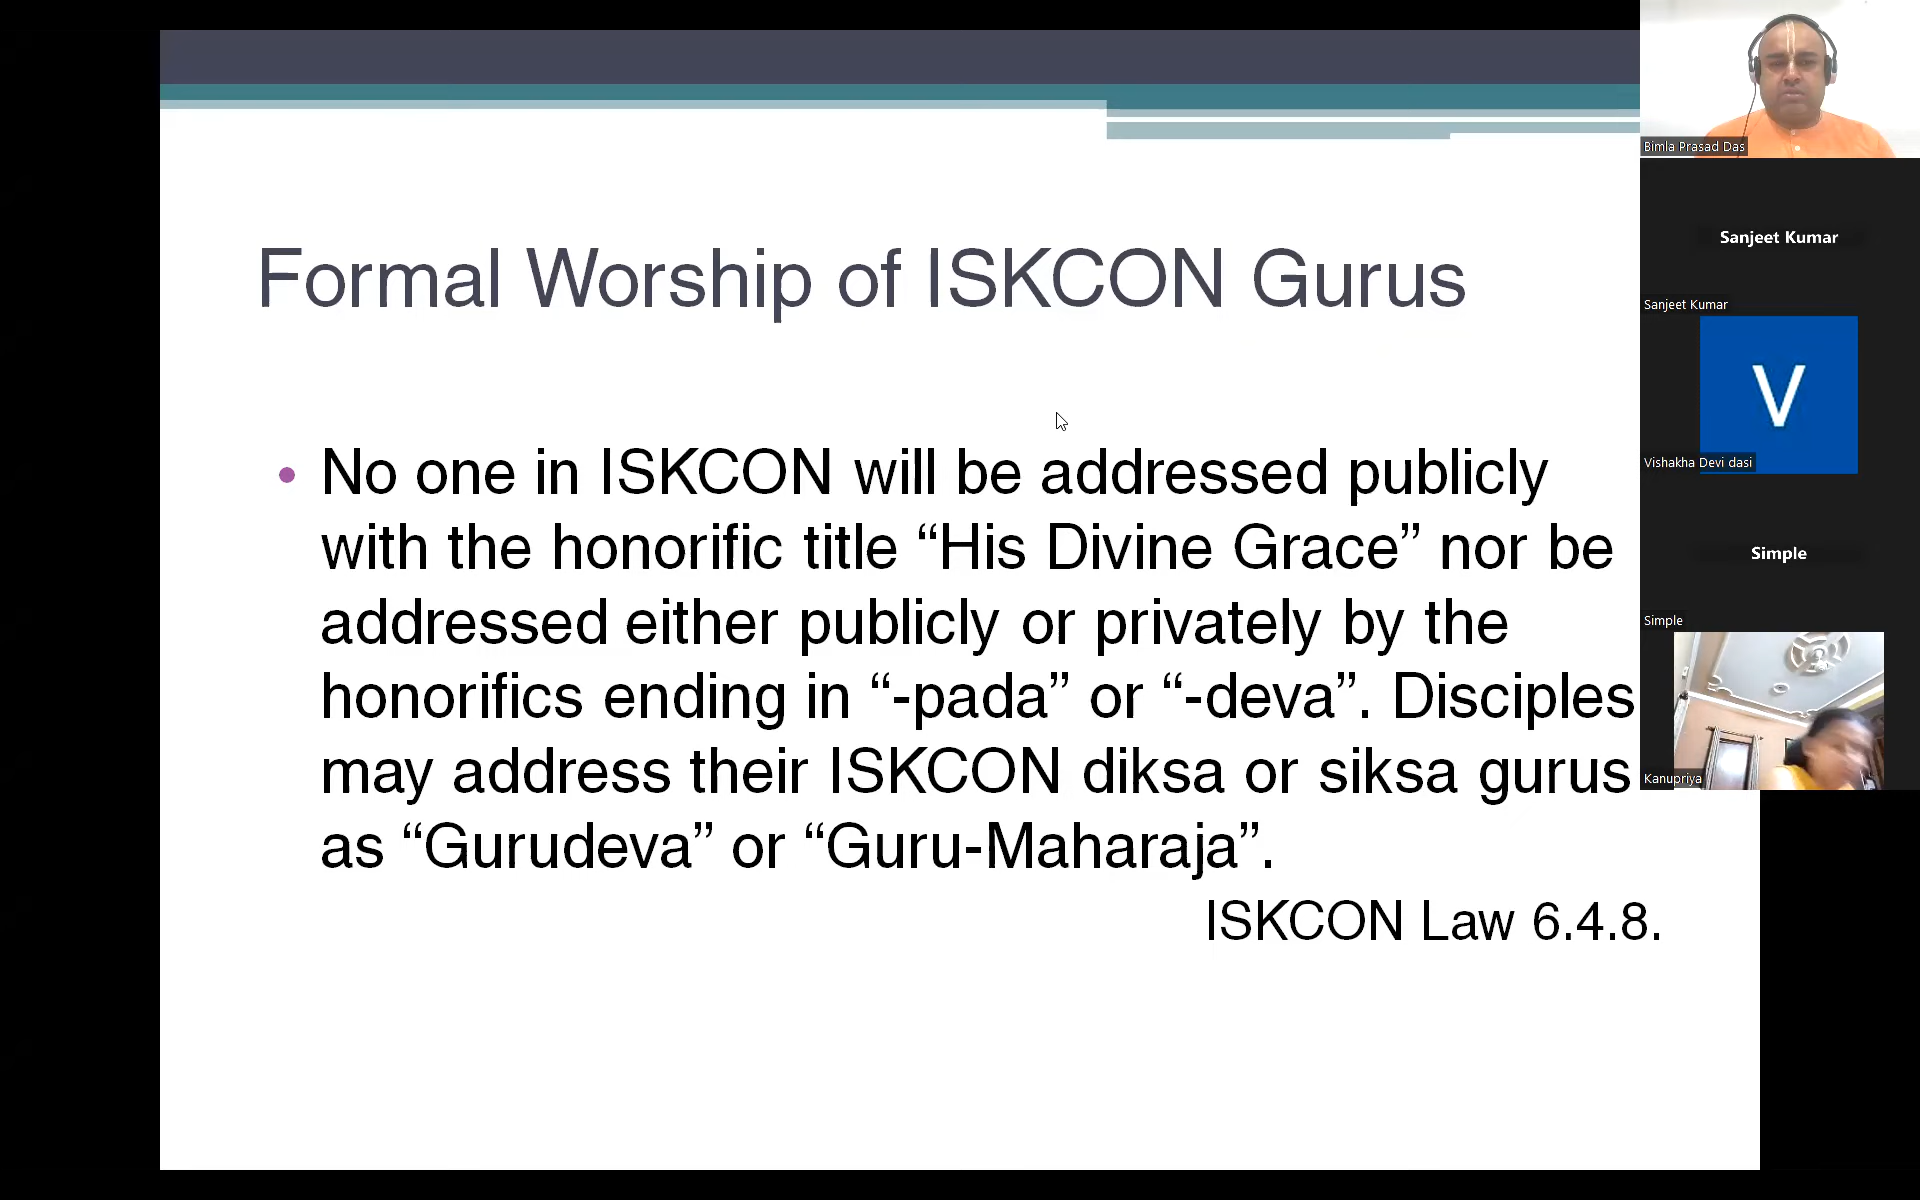 Formal Worship of ISKCON Gurus
• No one in ISKCON will be addressed publicly
with the honorific title “His Divine Grace” nor be
addressed either publicly or privately by the
honorifics ending in “-pada” or “-deva”. Disciples
may address their ISKCON diksa or siksa gurus
as “Gurudeva” or “Guru-Maharaja”.
ISKCON Law 6.4.8.
Bimla Prasad Das
Sanjeet Kumar
Sanjeet Kumar
V
Vishakha Devi dasi
Simple
Simple
Kanupriya